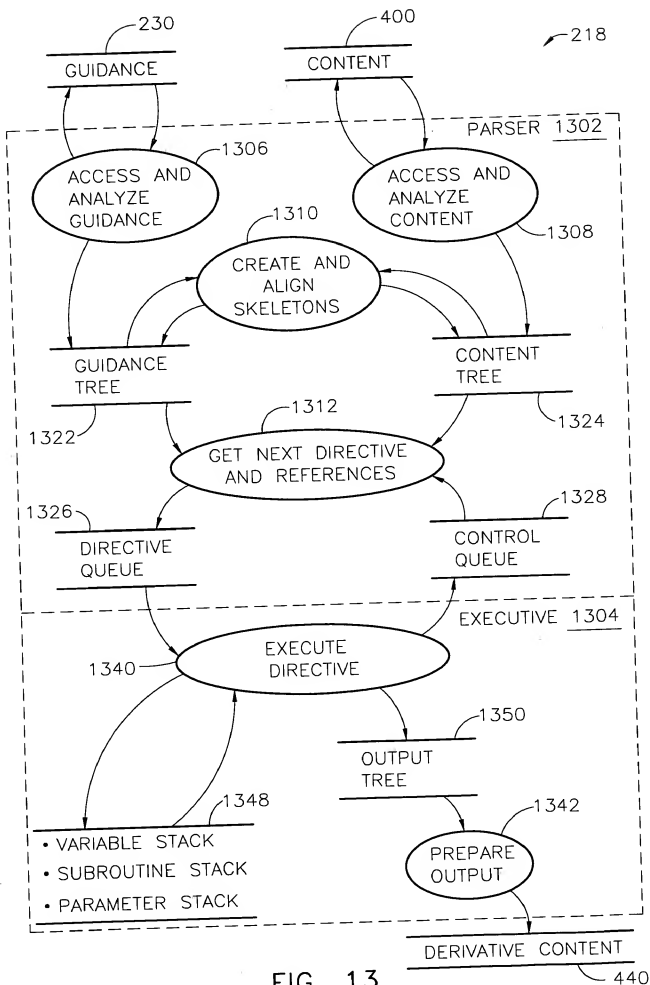 230
400
218
GUIDANCE
CONTENT
PARSER 1302
1306
ACCESS AND
ANALYZE
GUIDANCE
ACCESS AND
ANALYZE
CONTENT
1308
1310
CREATE AND
ALIGN
SKELETONS
GUIDANCE
TREE
1322
CONTENT
TREE
1324
1312
GET NEXT DIRECTIVE
AND REFERENCES
1326
DIRECTIVE
QUEUE
1328
CONTROL
QUEUE
EXECUTIVE 1304
EXECUTE
DIRECTIVE
1340
1350
OUTPUT
TREE
1348
• VARIABLE STACK
• SUBROUTINE STACK
• PARAMETER STACK
1342
PREPARE
OUTPUT
DERIVATIVE CONTENT
440
FIG. 13